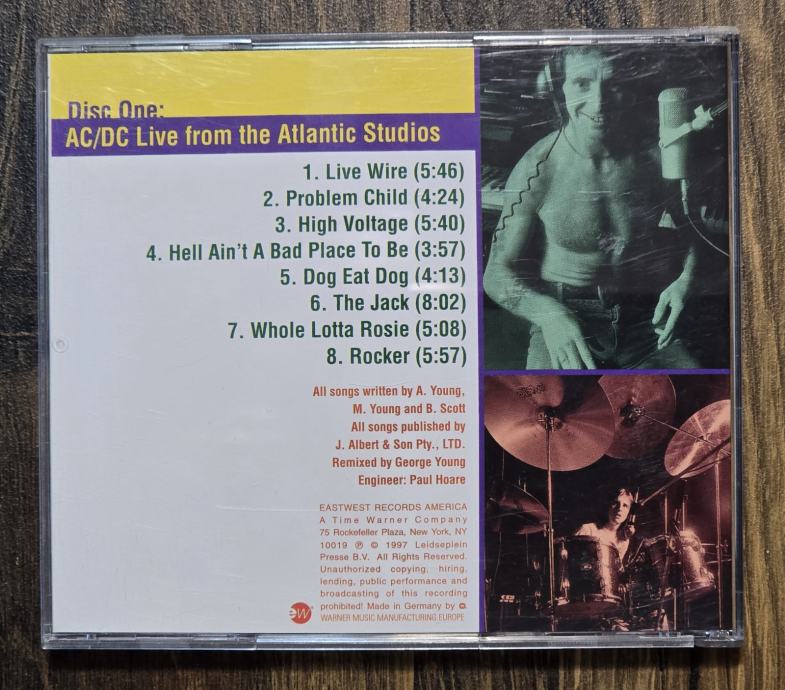 Disc One:
AC/DC Live from the Atlantic Studios
1. Live Wire (5:46)
2. Problem Child (4:24)
3. High Voltage (5:40)
4. Hell Ain't A Bad Place To Be (3:57)
5. Dog Eat Dog (4:13)
6. The Jack (8:02)
7. Whole Lotta Rosie (5:08)
8. Rocker (5:57)
All songs written by A. Young,
M. Young and B. Scott
All songs published by
J. Albert & Son Pty., LTD.
Remixed by George Young
Engineer: Paul Hoare
EASTWEST RECORDS AMERICA
A Time Warner Company
75 Rockefeller Plaza, New York, NY
10019 ℗ © 1997 Leidseplein
Presse B.V. All Rights Reserved.
Unauthorized copying, hiring,
lending, public performance and
broadcasting of this recording
prohibited! Made in Germany by
WARNER MUSIC MANUFACTURING EUROPE
ew